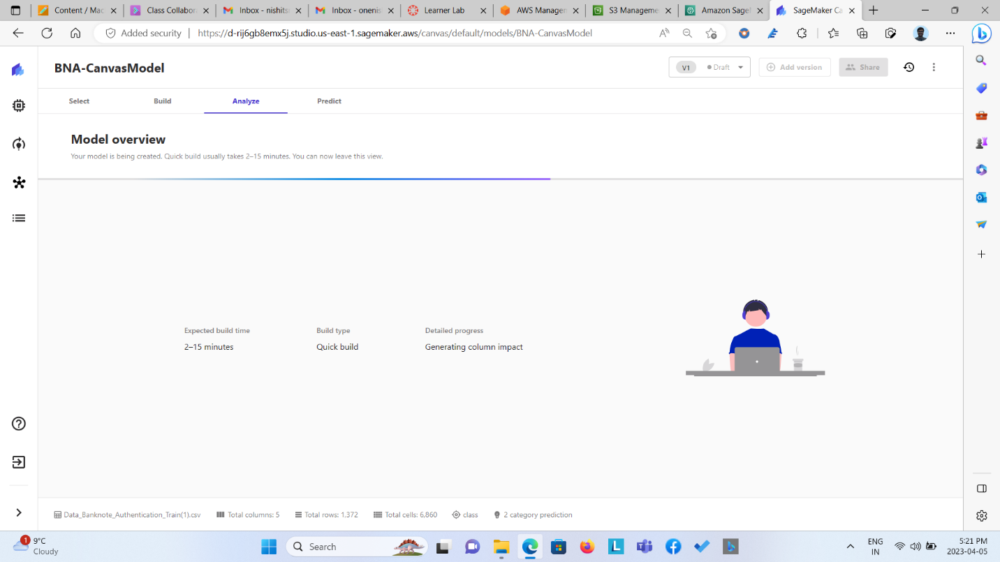 Content / Mac
Class Collabora
Inbox - nishits
Inbox - onenis
Learner Lab
AWS Managem
S3 Manageme
Amazon Sagel
SageMaker Ca
Added security
https://d-rij6gb8emx5j.studio.us-east-1.sagemaker.aws/canvas/default/models/BNA-CanvasModel
BNA-CanvasModel
V1
Draft
Add version
Share
Select
Build
Analyze
Predict
Model overview
Your model is being created. Quick build usually takes 2–15 minutes. You can now leave this view.
Expected build time
Build type
Detailed progress
2–15 minutes
Quick build
Generating column impact
Data_Banknote_Authentication_Train(1).csv
Total columns: 5
Total rows: 1,372
Total cells: 6,860
class
2 category prediction
1
9°C
Cloudy
Search
ENG
IN
5:21 PM
2023-04-05